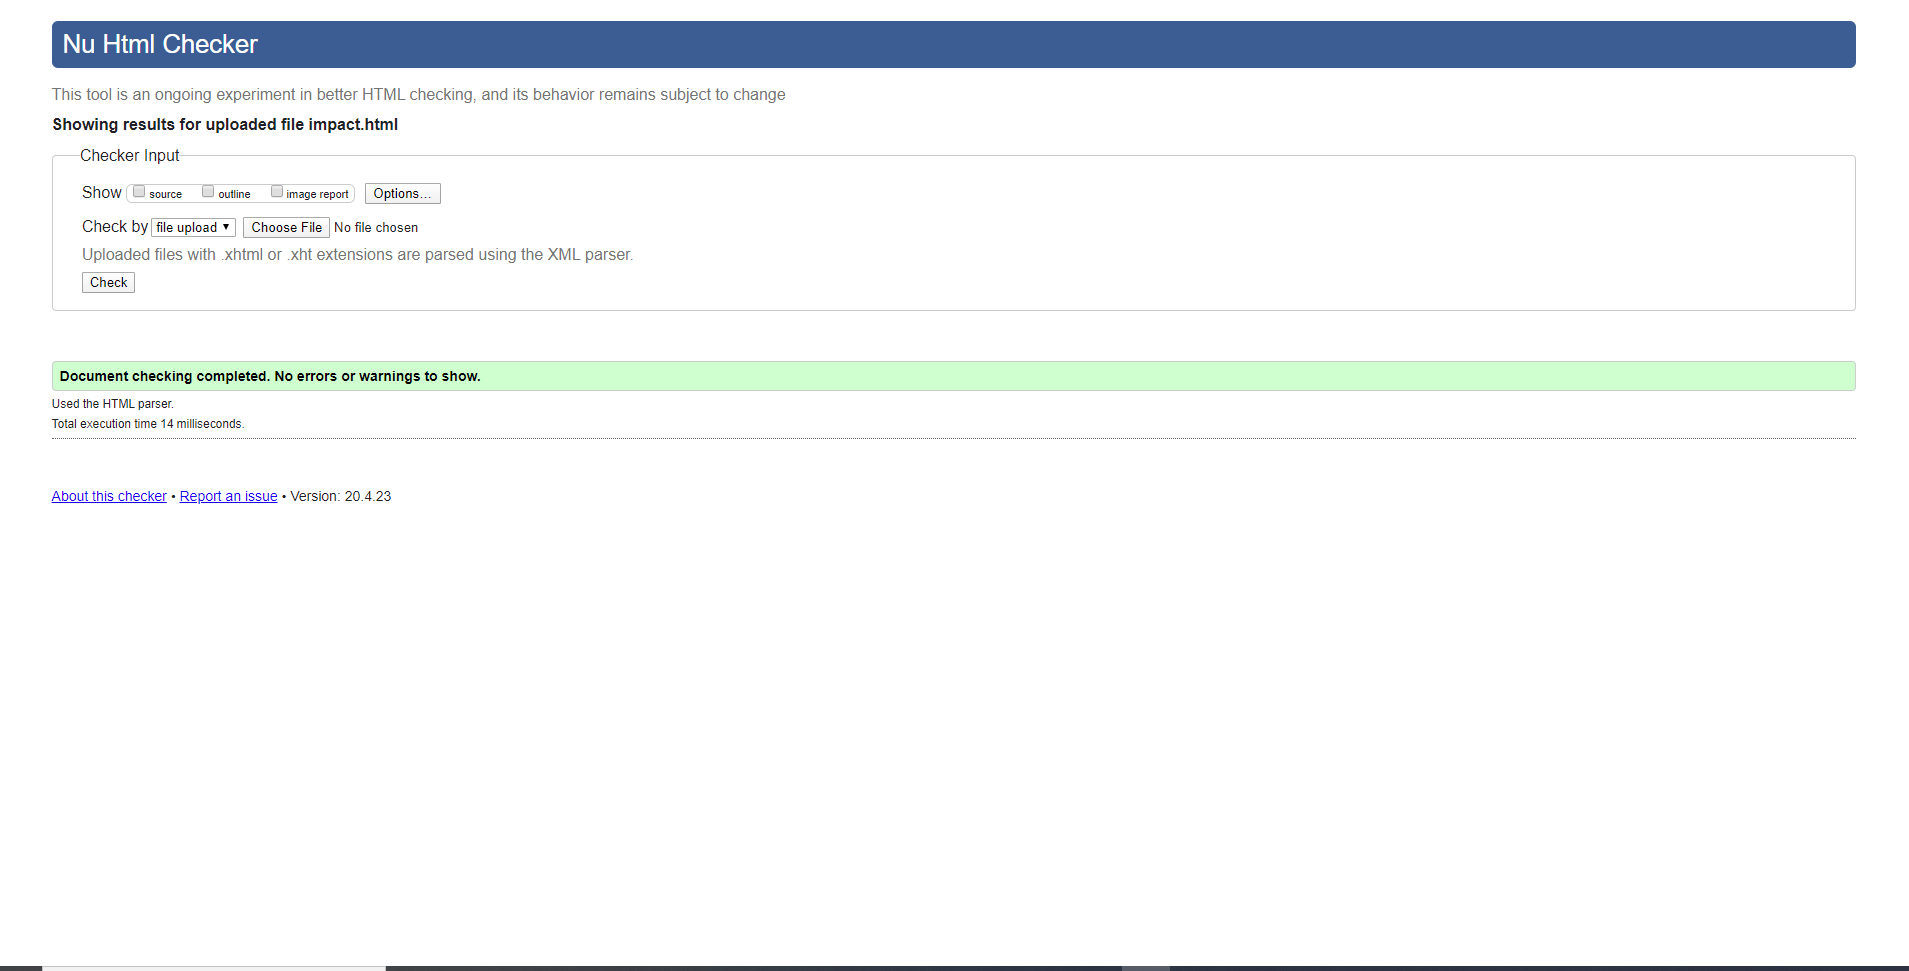 Nu Html Checker
This tool is an ongoing experiment in better HTML checking, and its behavior remains subject to change
Showing results for uploaded file impact.html
Checker Input
Show source outline image report Options...
Check by file upload Choose File No file chosen
Uploaded files with .xhtml or .xht extensions are parsed using the XML parser.
Check
Document checking completed. No errors or warnings to show.
Used the HTML parser.
Total execution time 14 milliseconds.
About this checker • Report an issue • Version: 20.4.23